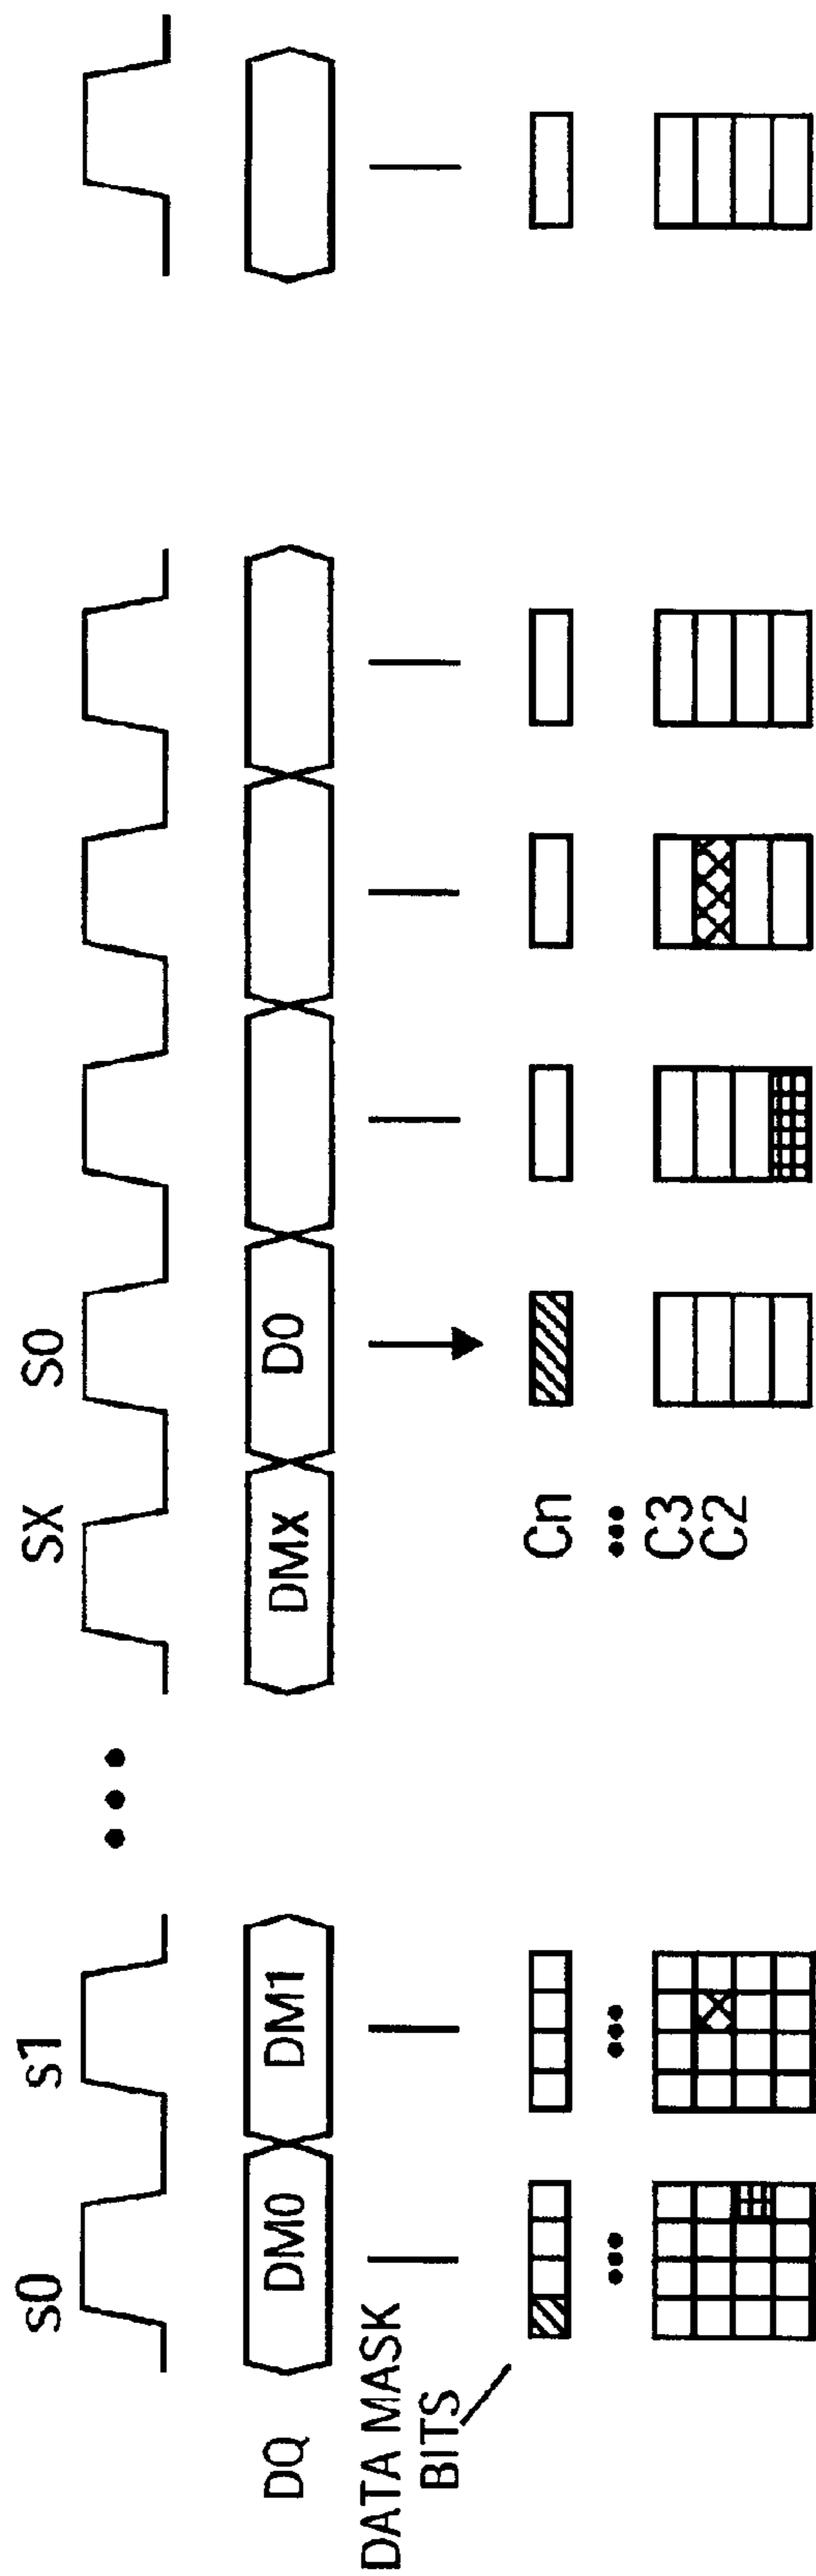 s0 s1 SX S0
DQ DM0 DM1 DMX D0
DATA MASK
BITS
Cn
C3
C2